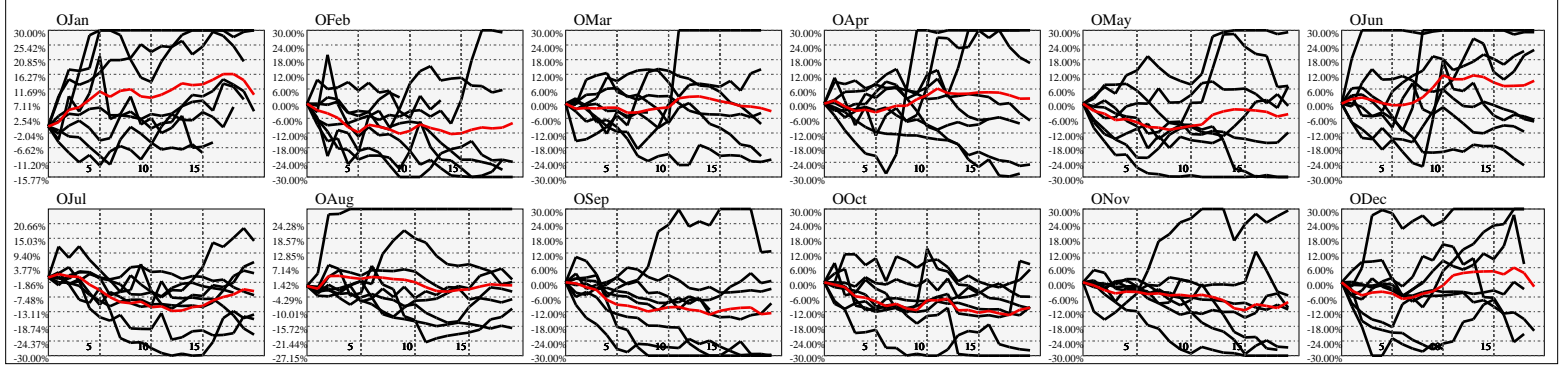 OJan OFeb OMar OApr OMay OJun
30.00% 30.00% 30.00% 30.00% 30.00% 30.00%
25.42% 24.00% 24.00% 24.00% 24.00% 24.00%
20.85% 18.00% 18.00% 18.00% 18.00% 18.00%
16.27% 12.00% 12.00% 12.00% 12.00% 12.00%
11.69% 6.00% 6.00% 6.00% 6.00% 6.00%
7.11% 0.00% 0.00% 0.00% 0.00% 0.00%
2.54% -6.00% -6.00% -6.00% -6.00% -6.00%
-2.04% -12.00% -12.00% -12.00% -12.00% -12.00%
-6.62% -18.00% -18.00% -18.00% -18.00% -18.00%
-11.20% -24.00% -24.00% -24.00% -24.00% -24.00%
-15.77% -30.00% -30.00% -30.00% -30.00% -30.00%
5 10 15 5 10 15 5 10 15 5 10 15 5 10 15 5 10 15
OJul OAug OSep OOct ONov ODec
20.66% 24.28% 30.00% 30.00% 30.00% 30.00%
15.03% 18.57% 24.00% 24.00% 24.00% 24.00%
9.40% 12.85% 18.00% 18.00% 18.00% 18.00%
3.77% 7.14% 12.00% 12.00% 12.00% 12.00%
-1.86% 1.42% 6.00% 6.00% 6.00% 6.00%
-7.48% -4.29% 0.00% 0.00% 0.00% 0.00%
-13.11% -10.01% -6.00% -6.00% -6.00% -6.00%
-18.74% -15.72% -12.00% -12.00% -12.00% -12.00%
-24.37% -21.44% -18.00% -18.00% -18.00% -18.00%
-30.00% -27.15% -24.00% -24.00% -24.00% -24.00%
-30.00% -30.00% -30.00% -30.00%
5 10 15 5 10 15 5 10 15 5 10 15 5 10 15 5 10 15